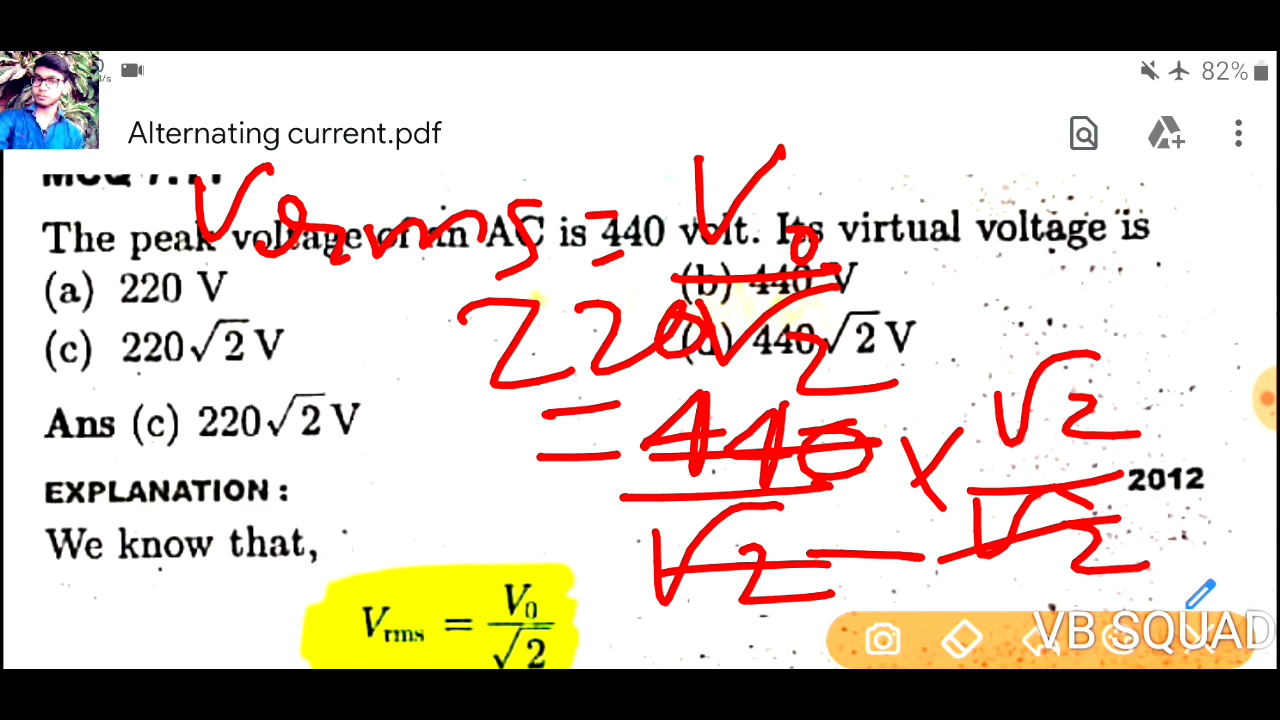 82%
Alternating current.pdf
The peak voltage of an AC is 440 volt. Its virtual voltage is
(a) 220 V
(b) 440 V
(c) 220√2 V
(d) 440√2 V
Ans (c) 220√2 V
EXPLANATION :
2012
We know that,
Vrms = V0/√2
Vrms = V0
220√2
= 440/√2 × √2/√2
VB SQUAD